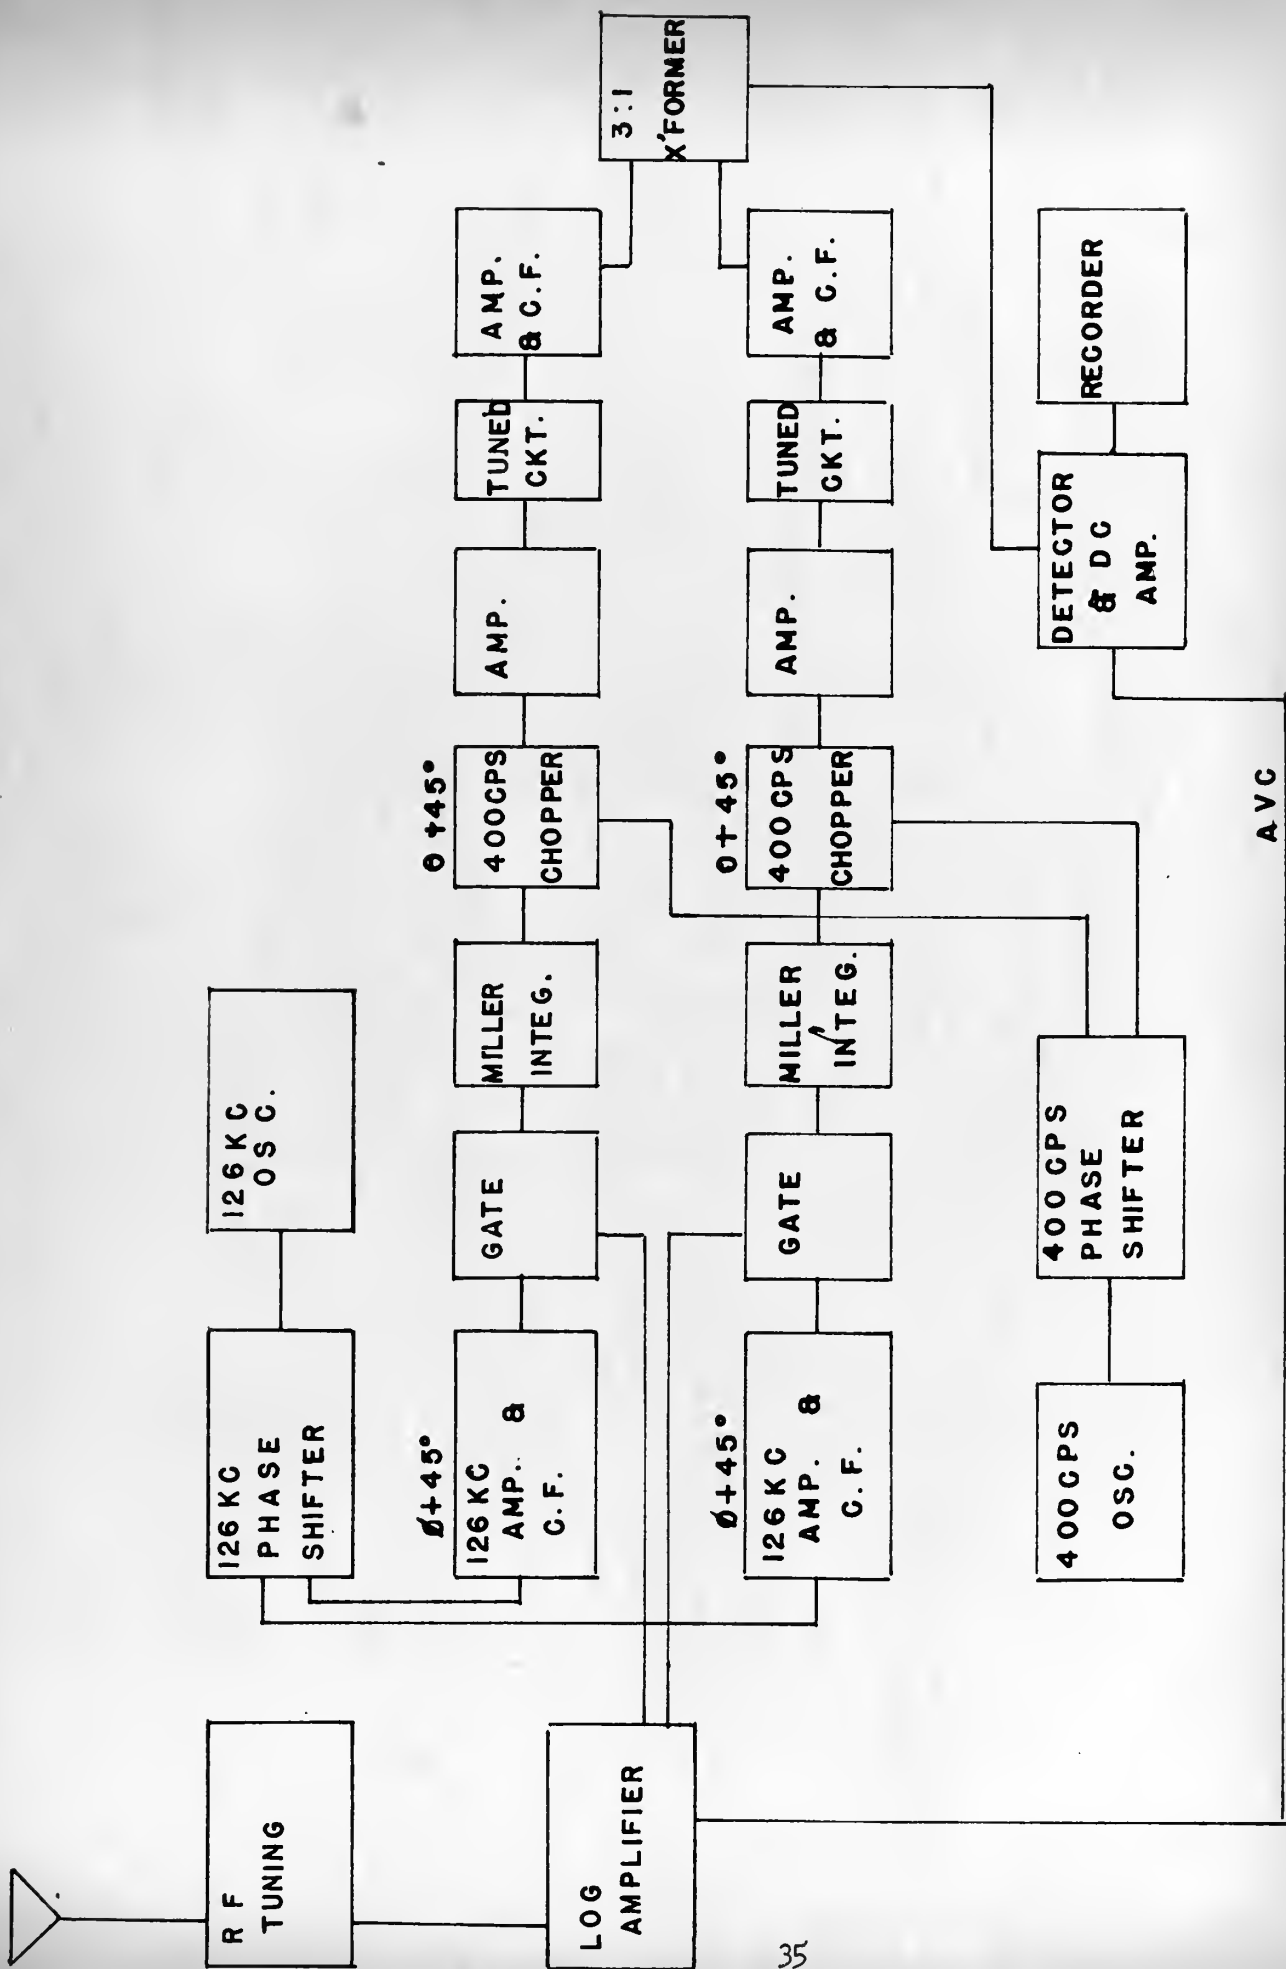 RF
TUNING
LOG
AMPLIFIER
126KC
PHASE
SHIFTER
126KC
OSC.
Ø+45°
126KC
AMP. &
C.F.
GATE
MILLER
INTEG.
θ+45°
400CPS
CHOPPER
AMP.
TUNED
CKT.
AMP.
& C.F.
3:1
X'FORMER
Ø+45°
126KC
AMP. &
C.F.
GATE
MILLER
INTEG.
0+45°
400CPS
CHOPPER
AMP.
TUNED
CKT.
AMP.
& C.F.
400CPS
OSC.
400CPS
PHASE
SHIFTER
DETECTOR
& DC
AMP.
RECORDER
AVC
35